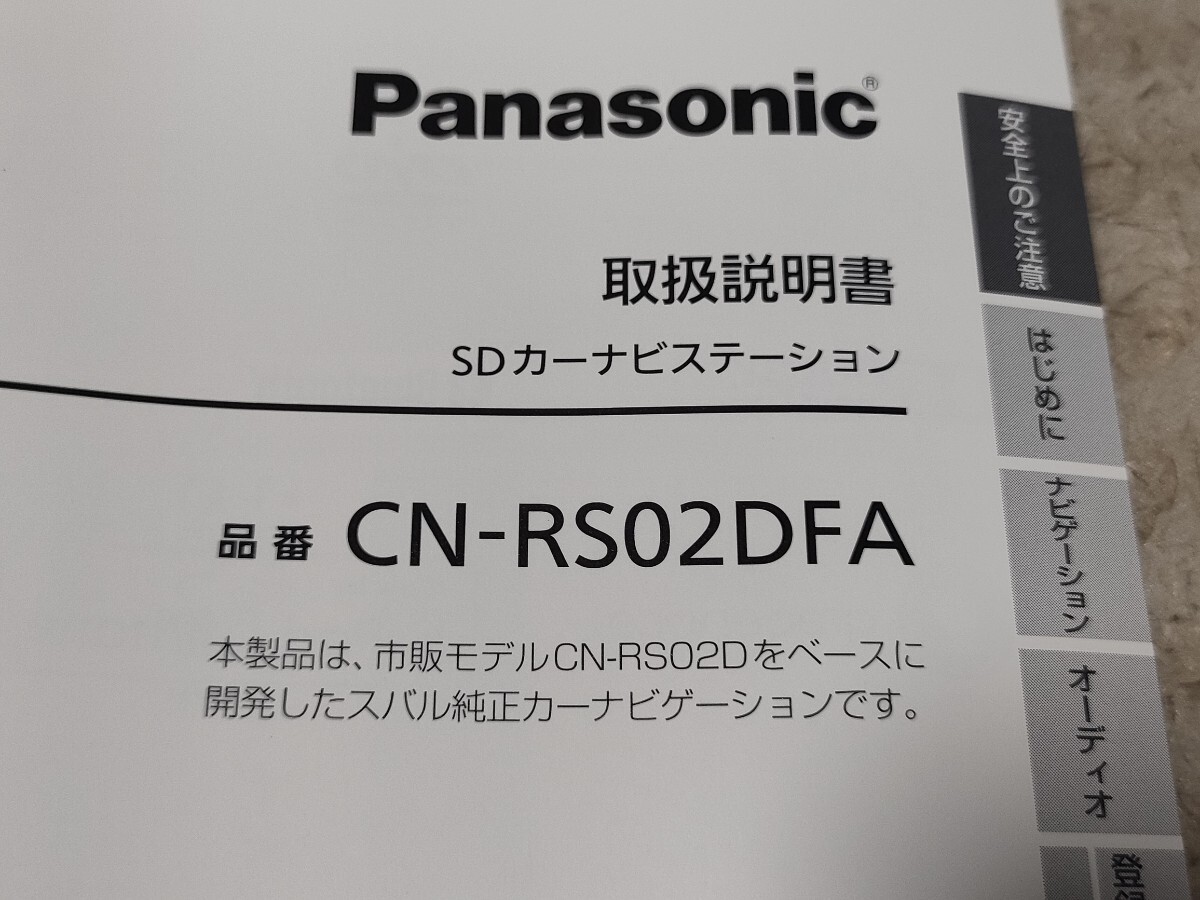 Panasonic®
取扱説明書
SDカーナビステーション
品番 CN-RS02DFA
本製品は、市販モデルCN-RS02Dをベースに
開発したスバル純正カーナビゲーションです。
安全上のご注意
はじめに
ナビゲーション
オーディオ
登